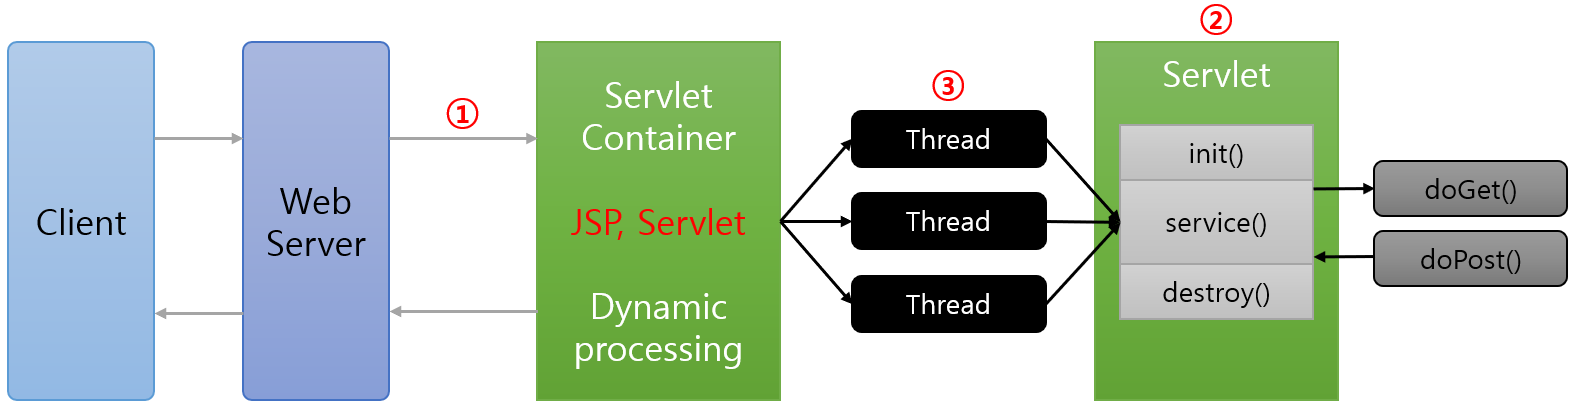 Client
Web
Server
①
Servlet
Container
JSP, Servlet
Dynamic
processing
③
Thread
Thread
Thread
②
Servlet
init()
service()
destroy()
doGet()
doPost()